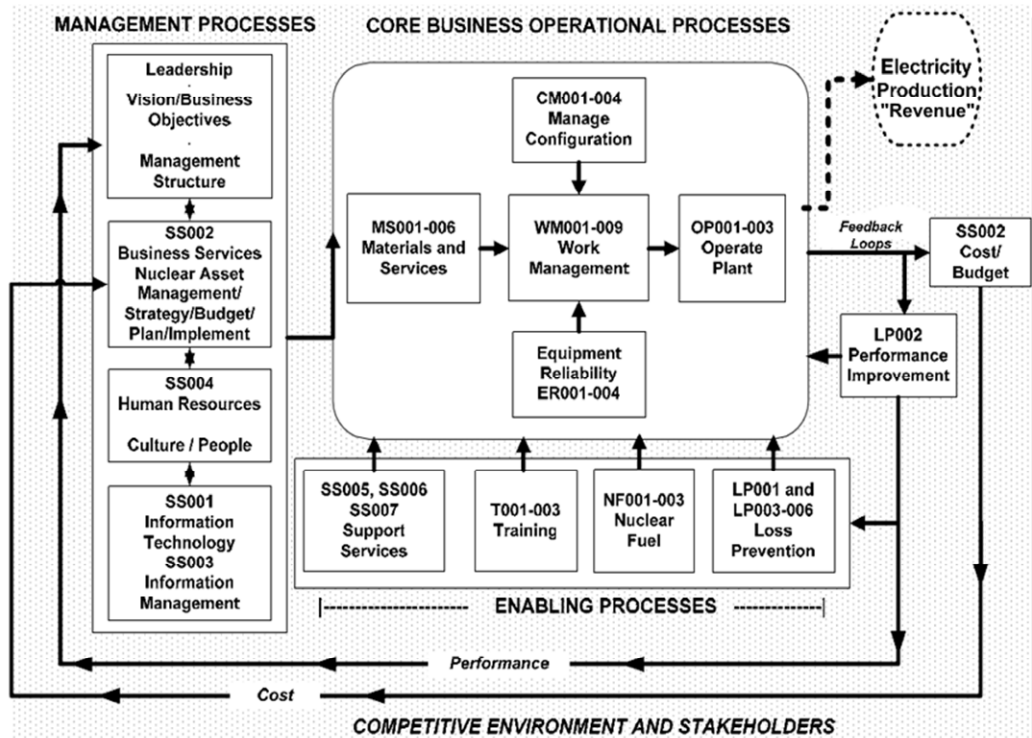 MANAGEMENT PROCESSES
Leadership
.
Vision/Business
Objectives
.
Management
Structure
SS002
Business Services
Nuclear Asset
Management/
Strategy/Budget/
Plan/Implement
SS004
Human Resources
Culture / People
SS001
Information
Technology
SS003
Information
Management
CORE BUSINESS OPERATIONAL PROCESSES
CM001-004
Manage
Configuration
MS001-006
Materials and
Services
WM001-009
Work
Management
OP001-003
Operate
Plant
Equipment
Reliability
ER001-004
Electricity
Production
"Revenue"
Feedback
Loops
SS002
Cost/
Budget
LP002
Performance
Improvement
SS005, SS006
SS007
Support
Services
T001-003
Training
NF001-003
Nuclear
Fuel
LP001 and
LP003-006
Loss
Prevention
ENABLING PROCESSES
Performance
Cost
COMPETITIVE ENVIRONMENT AND STAKEHOLDERS